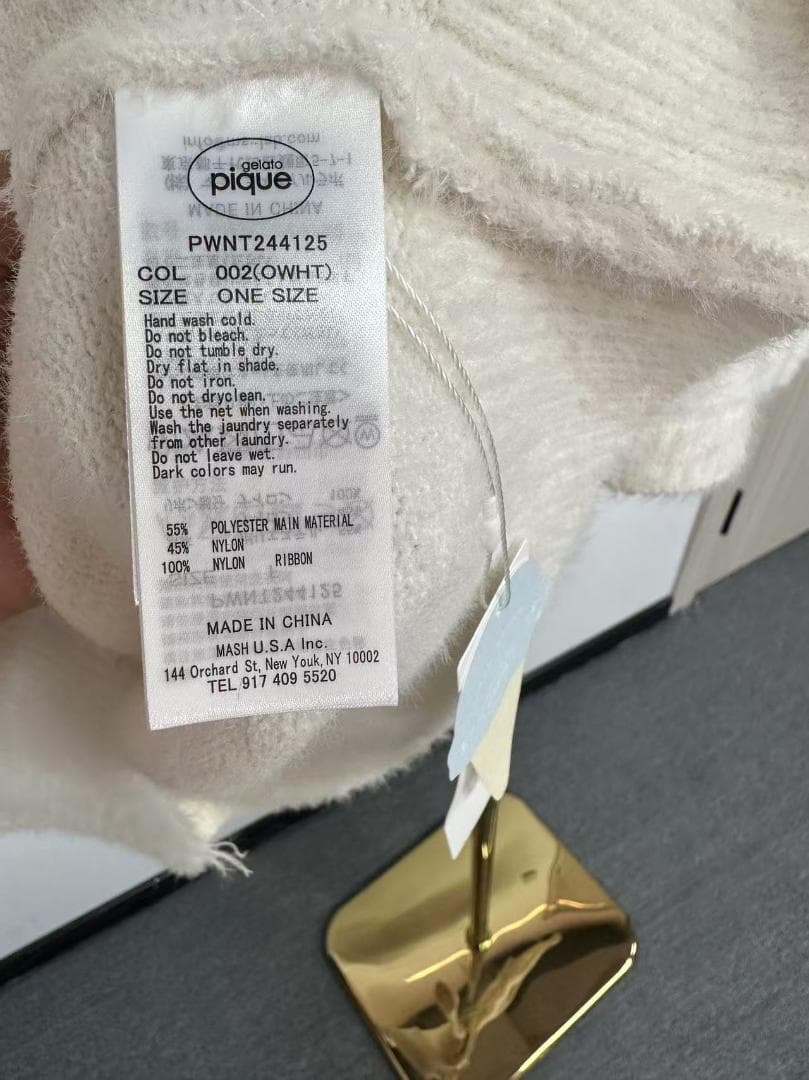 gelato
pique
PWNT244125
COL 002(OWHT)
SIZE ONE SIZE
Hand wash cold.
Do not bleach.
Do not tumble dry.
Dry flat in shade.
Do not iron.
Do not dryclean.
Use the net when washing.
Wash the jaundry separately
from other laundry.
Do not leave wet.
Dark colors may run.
55% POLYESTER MAIN MATERIAL
45% NYLON
100% NYLON RIBBON
MADE IN CHINA
MASH U.S.A Inc.
144 Orchard St, New Youk, NY 10002
TEL 917 409 5520